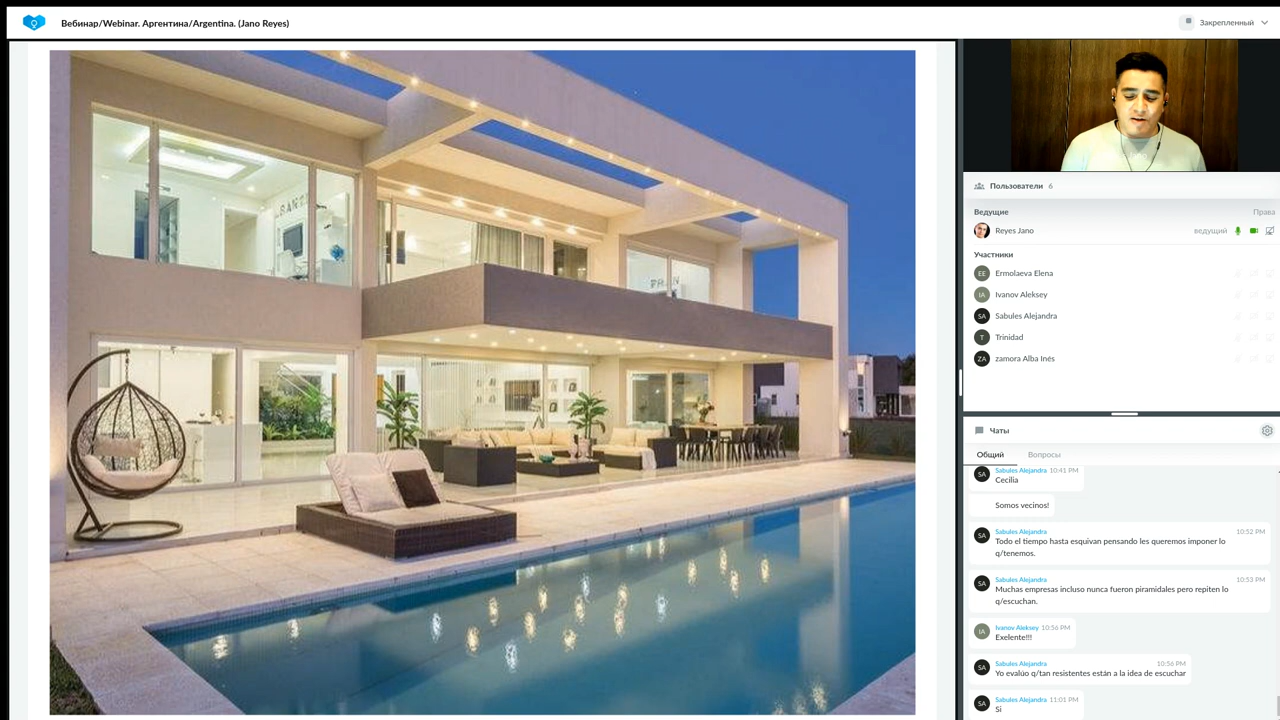 Вебинар/Webinar. Аргентина/Argentina. (Jano Reyes)
Закрепленный
Пользователи 6
Ведущие Права
Reyes Jano ведущий
Участники
EE Ermolaeva Elena
IA Ivanov Aleksey
SA Sabules Alejandra
T Trinidad
ZA zamora Alba Inés
Чаты
Общий Вопросы
SA Sabules Alejandra 10:41 PM
Cecilia
Somos vecinos!
SA Sabules Alejandra 10:52 PM
Todo el tiempo hasta esquivan pensando les queremos imponer lo
q/tenemos.
SA Sabules Alejandra 10:53 PM
Muchas empresas incluso nunca fueron piramidales pero repiten lo
q/escuchan.
IA Ivanov Aleksey 10:56 PM
Exelente!!!
SA Sabules Alejandra 10:56 PM
Yo evalúo q/tan resistentes están a la idea de escuchar
SA Sabules Alejandra 11:01 PM
Si